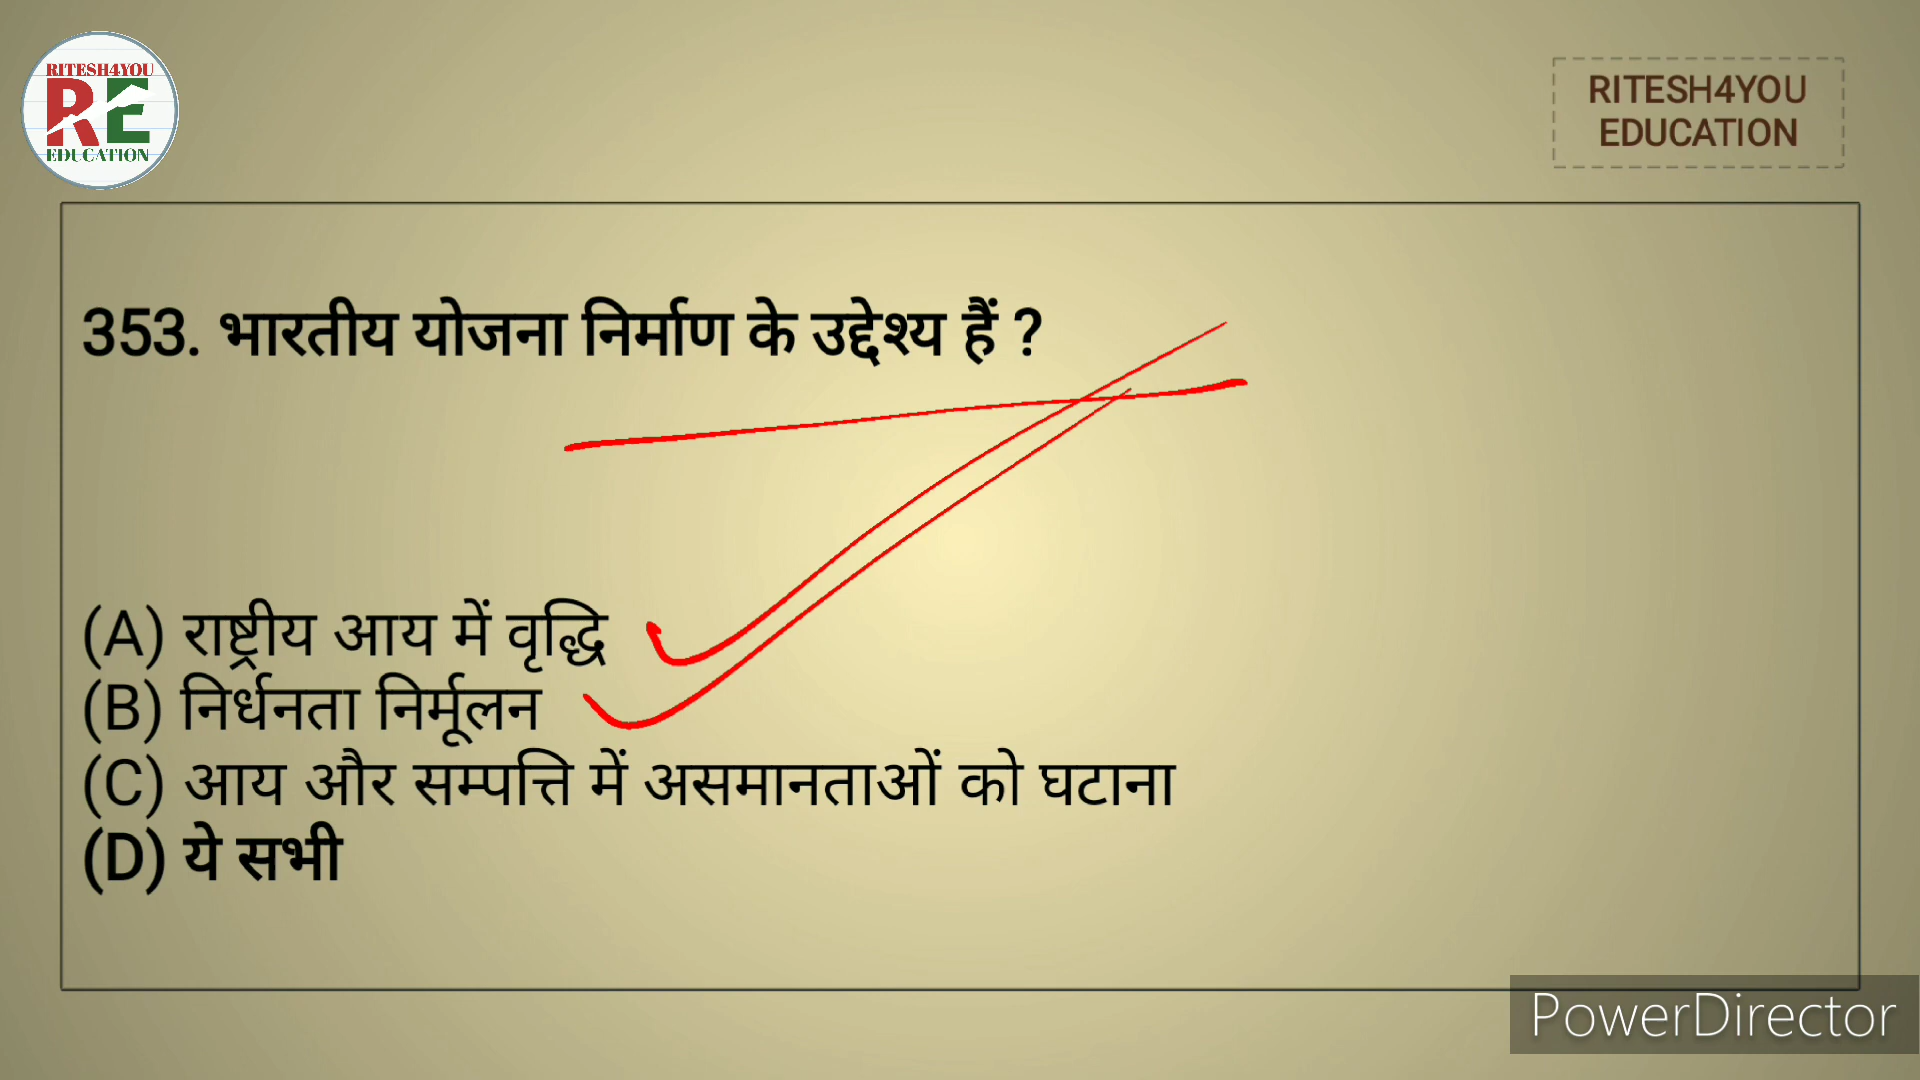 RITESH4YOU
RE
EDUCATION
RITESH4YOU
EDUCATION
353. भारतीय योजना निर्माण के उद्देश्य हैं ?
(A) राष्ट्रीय आय में वृद्धि
(B) निर्धनता निर्मूलन
(C) आय और सम्पत्ति में असमानताओं को घटाना
(D) ये सभी
PowerDirector